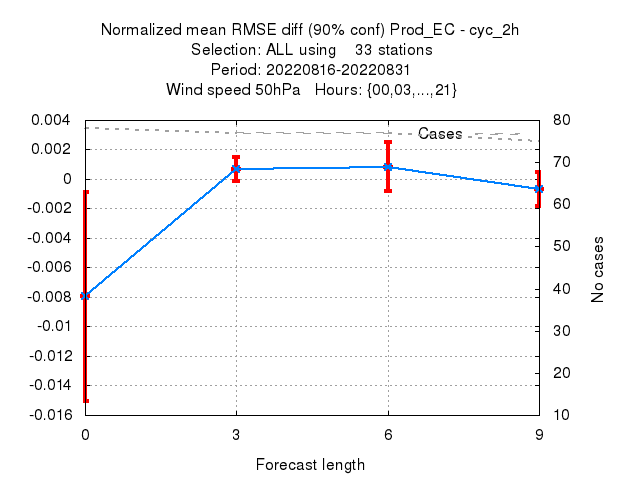 Normalized mean RMSE diff (90% conf) Prod_EC - cyc_2h
Selection: ALL using    33 stations
Period: 20220816-20220831
Wind speed 50hPa   Hours: {00,03,...,21}
0.004
0.002
0
-0.002
-0.004
-0.006
-0.008
-0.01
-0.012
-0.014
-0.016
Cases
80
70
60
50
40
30
20
10
No cases
0 3 6 9
Forecast length